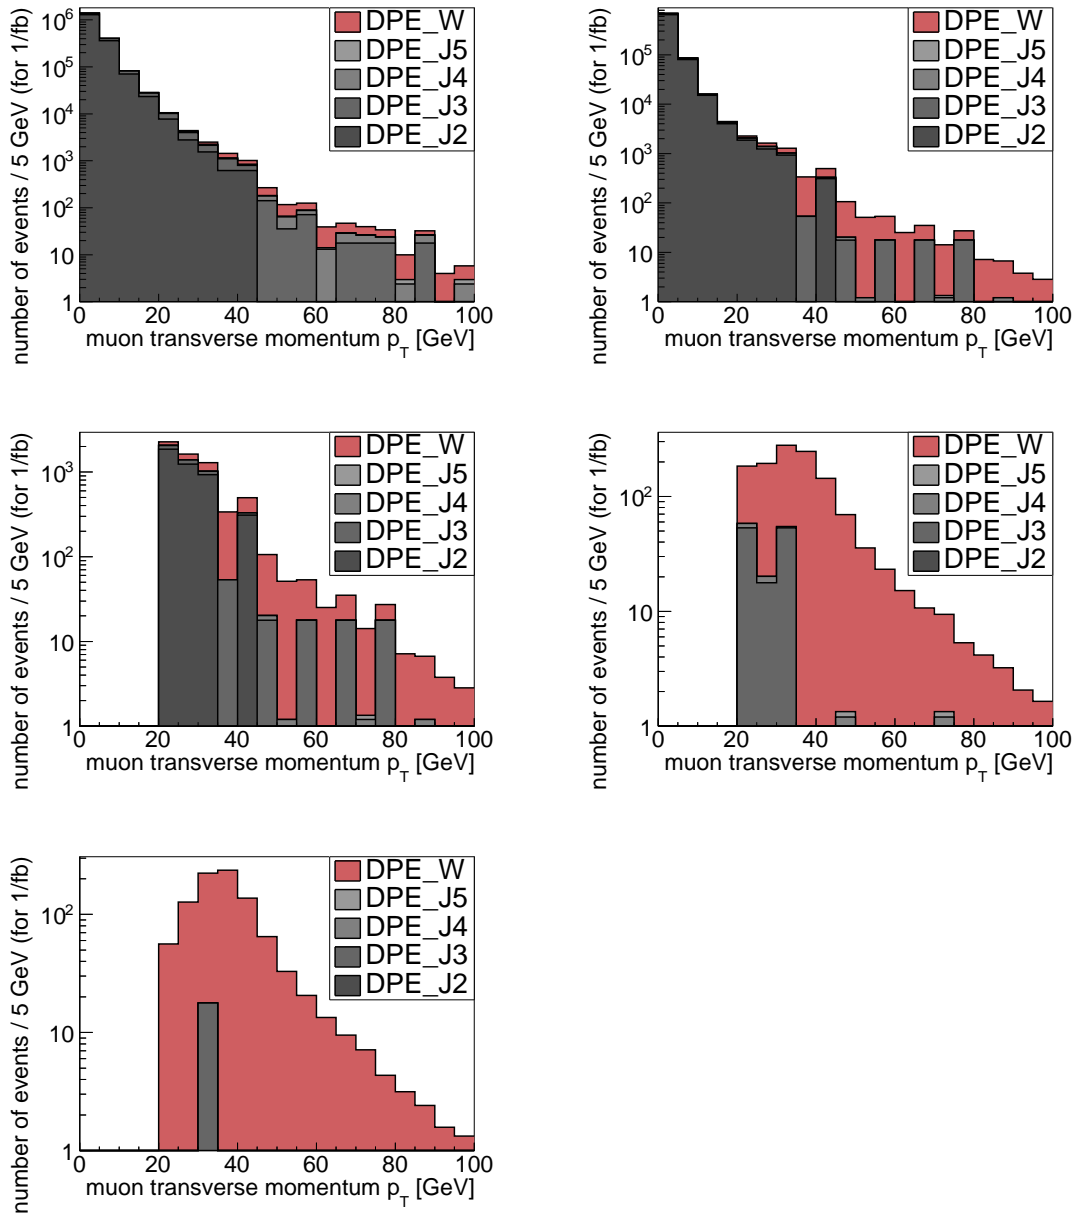 number of events / 5 GeV (for 1/fb)
10^6
10^5
10^4
10^3
10^2
10
1
DPE_W
DPE_J5
DPE_J4
DPE_J3
DPE_J2
0 20 40 60 80 100
muon transverse momentum p_T [GeV]
number of events / 5 GeV (for 1/fb)
10^5
10^4
10^3
10^2
10
1
DPE_W
DPE_J5
DPE_J4
DPE_J3
DPE_J2
0 20 40 60 80 100
muon transverse momentum p_T [GeV]
number of events / 5 GeV (for 1/fb)
10^3
10^2
10
1
DPE_W
DPE_J5
DPE_J4
DPE_J3
DPE_J2
0 20 40 60 80 100
muon transverse momentum p_T [GeV]
number of events / 5 GeV (for 1/fb)
10^2
10
1
DPE_W
DPE_J5
DPE_J4
DPE_J3
DPE_J2
0 20 40 60 80 100
muon transverse momentum p_T [GeV]
number of events / 5 GeV (for 1/fb)
10^2
10
1
DPE_W
DPE_J5
DPE_J4
DPE_J3
DPE_J2
0 20 40 60 80 100
muon transverse momentum p_T [GeV]